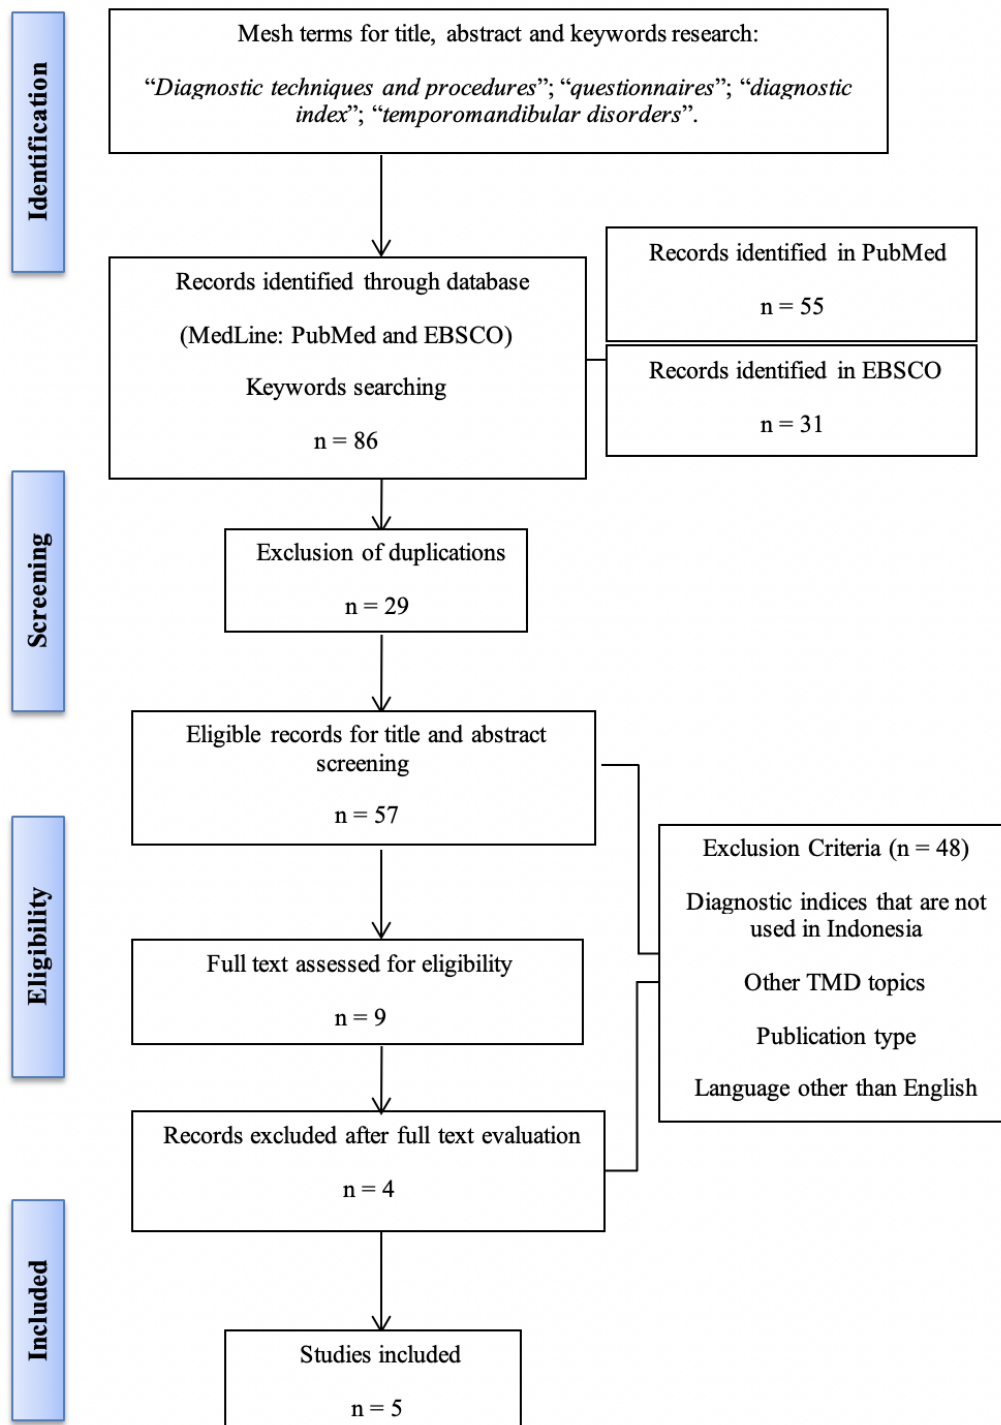 Identification
Mesh terms for title, abstract and keywords research:
“Diagnostic techniques and procedures”; “questionnaires”; “diagnostic
index”; “temporomandibular disorders”.
Records identified through database
(MedLine: PubMed and EBSCO)
Keywords searching
n = 86
Records identified in PubMed
n = 55
Records identified in EBSCO
n = 31
Screening
Exclusion of duplications
n = 29
Eligible records for title and abstract
screening
n = 57
Eligibility
Exclusion Criteria (n = 48)
Diagnostic indices that are not
used in Indonesia
Other TMD topics
Publication type
Language other than English
Full text assessed for eligibility
n = 9
Records excluded after full text evaluation
n = 4
Included
Studies included
n = 5